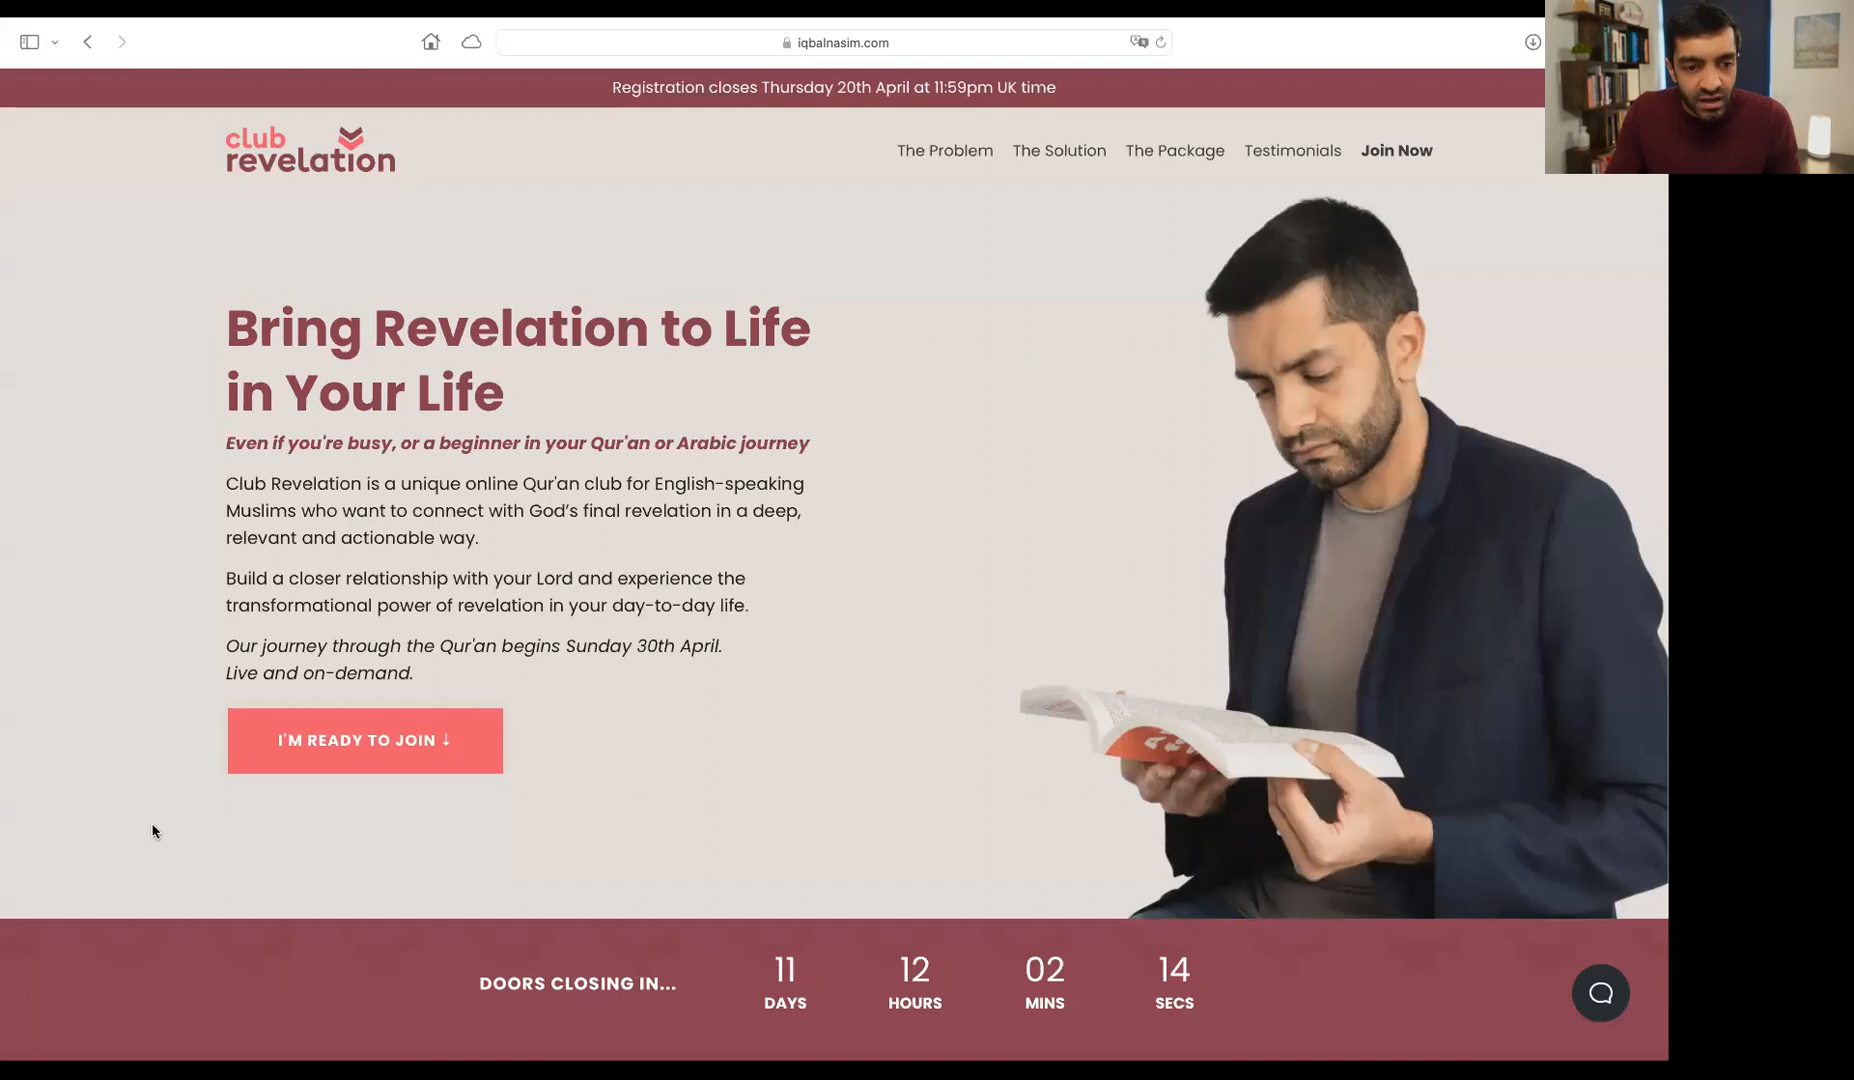 iqbalnasim.com
Registration closes Thursday 20th April at 11:59pm UK time
club
revelation
The Problem The Solution The Package Testimonials Join Now
Bring Revelation to Life
in Your Life
Even if you're busy, or a beginner in your Qur'an or Arabic journey
Club Revelation is a unique online Qur'an club for English-speaking
Muslims who want to connect with God's final revelation in a deep,
relevant and actionable way.
Build a closer relationship with your Lord and experience the
transformational power of revelation in your day-to-day life.
Our journey through the Qur'an begins Sunday 30th April.
Live and on-demand.
I'M READY TO JOIN ↓
DOORS CLOSING IN...
11 12 02 14
DAYS HOURS MINS SECS